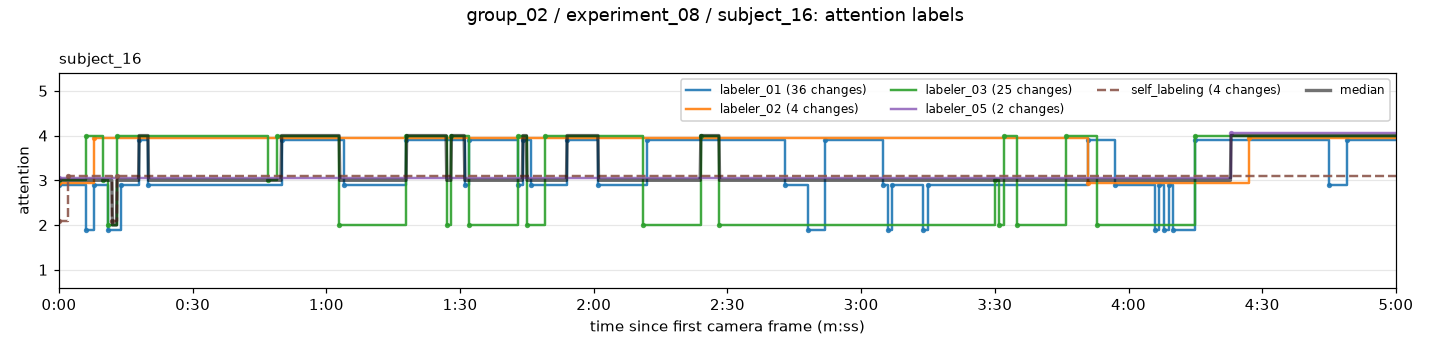 group_02 / experiment_08 / subject_16: attention labels
subject_16
labeler_01 (36 changes)
labeler_02 (4 changes)
labeler_03 (25 changes)
labeler_05 (2 changes)
self_labeling (4 changes)
median
attention
5
4
3
2
1
0:00 0:30 1:00 1:30 2:00 2:30 3:00 3:30 4:00 4:30 5:00
time since first camera frame (m:ss)